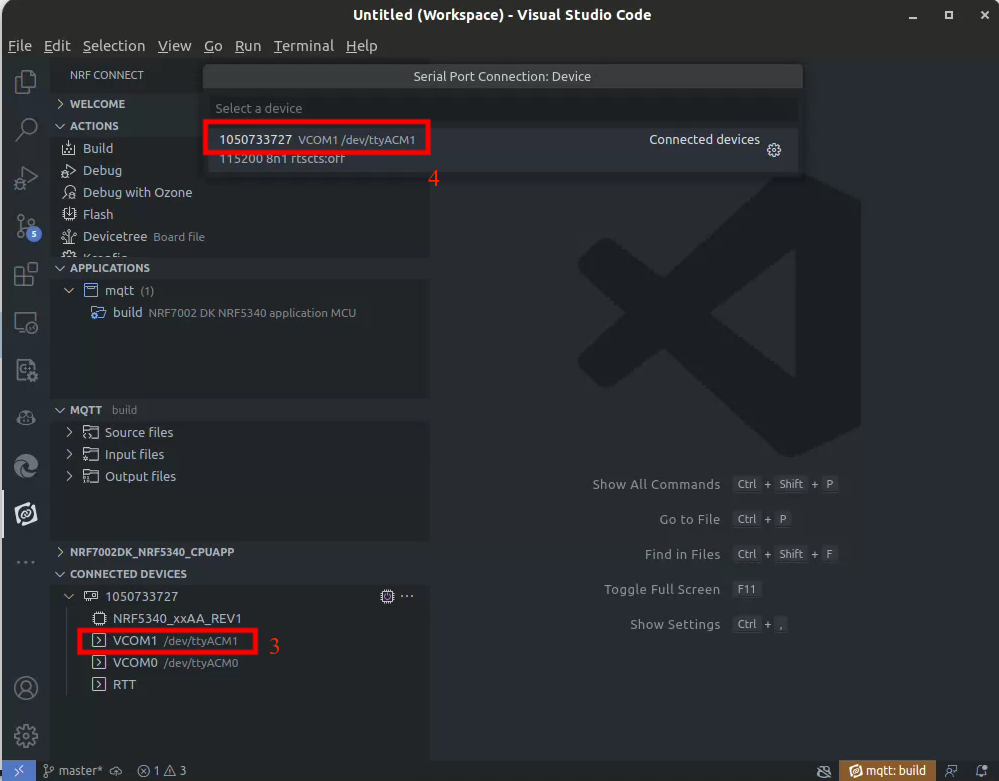 Untitled (Workspace) - Visual Studio Code
File Edit Selection View Go Run Terminal Help
NRF CONNECT
Serial Port Connection: Device
WELCOME
Select a device
ACTIONS
1050733727 VCOM1 /dev/ttyACM1 Connected devices
115200 8n1 rtscts:off
4
Build
Debug
Debug with Ozone
Flash
5
Devicetree Board file
Kconfig
APPLICATIONS
mqtt (1)
build NRF7002 DK NRF5340 application MCU
MQTT build
Source files
Input files
Output files
Show All Commands Ctrl + Shift + P
Go to File Ctrl + P
Find in Files Ctrl + Shift + F
Toggle Full Screen F11
Show Settings Ctrl + ,
NRF7002DK_NRF5340_CPUAPP
CONNECTED DEVICES
1050733727
NRF5340_xxAA_REV1
VCOM1 /dev/ttyACM1
3
VCOM0 /dev/ttyACM0
RTT
master* 1 3 mqtt: build